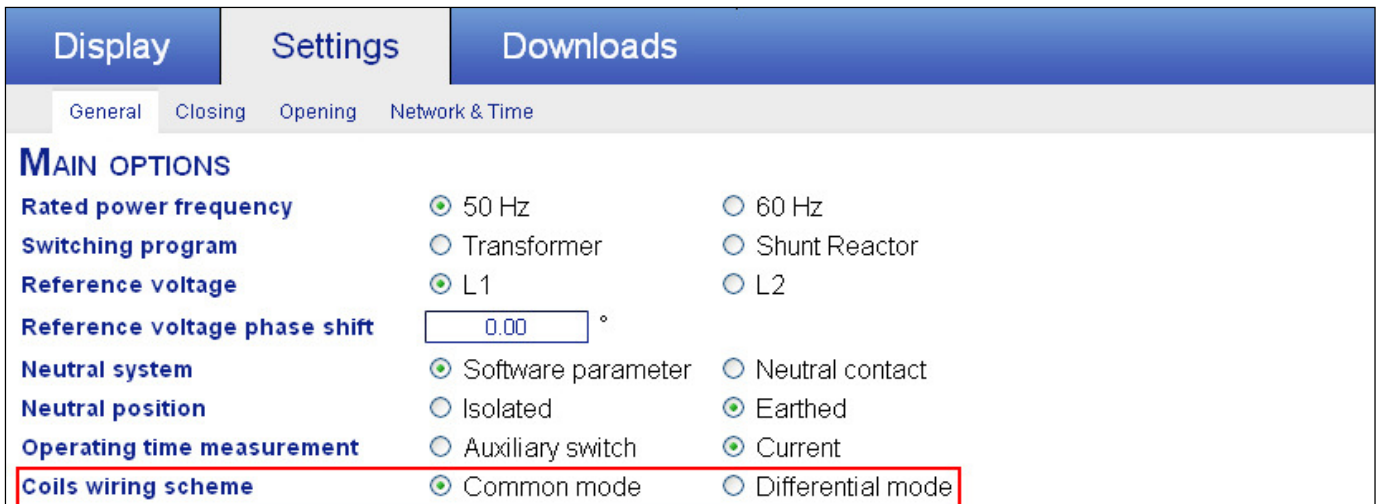 Display Settings Downloads
General Closing Opening Network & Time
MAIN OPTIONS
Rated power frequency 50 Hz 60 Hz
Switching program Transformer Shunt Reactor
Reference voltage L1 L2
Reference voltage phase shift 0.00 °
Neutral system Software parameter Neutral contact
Neutral position Isolated Earthed
Operating time measurement Auxiliary switch Current
Coils wiring scheme Common mode Differential mode